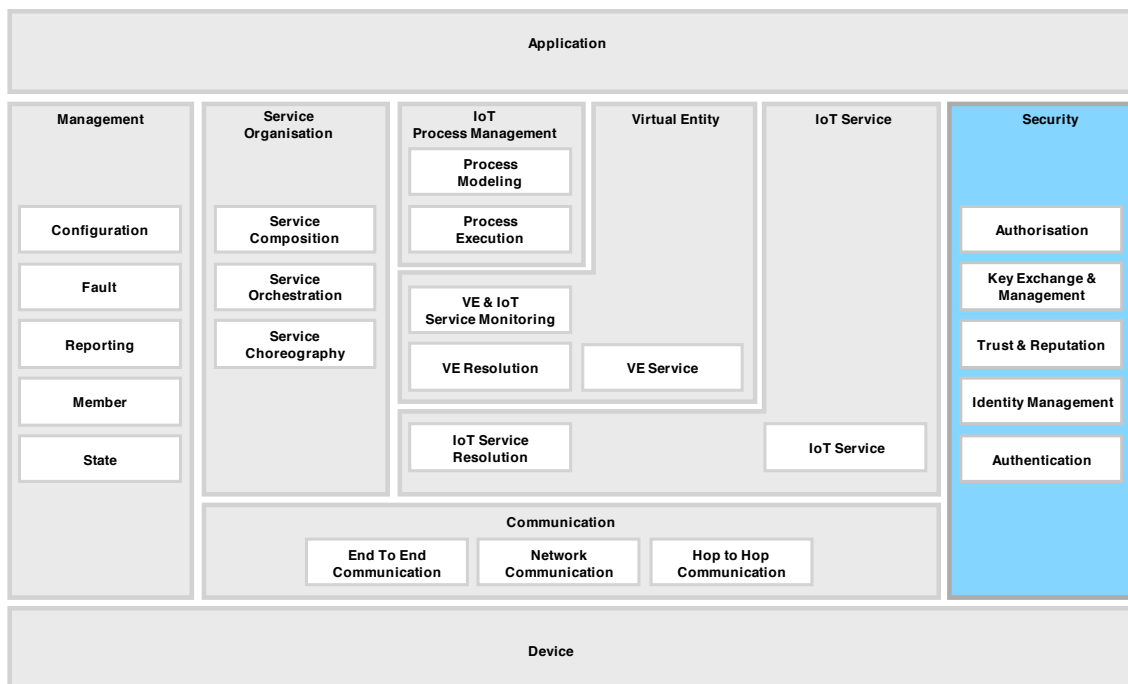 Application
Management
Configuration
Fault
Reporting
Member
State
Service
Organisation
Service
Composition
Service
Orchestration
Service
Choreography
IoT
Process Management
Process
Modeling
Process
Execution
Virtual Entity
VE & IoT
Service Monitoring
VE Resolution
VE Service
IoT Service
IoT Service
Resolution
IoT Service
Security
Authorisation
Key Exchange &
Management
Trust & Reputation
Identity Management
Authentication
Communication
End To End
Communication
Network
Communication
Hop to Hop
Communication
Device